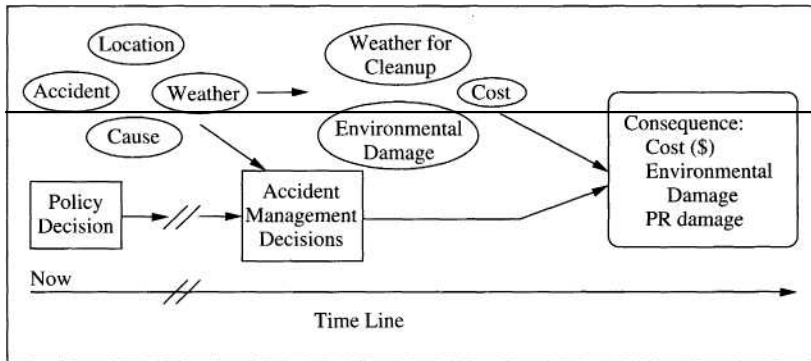 Location
Weather for
Cleanup
Accident
Weather
Cost
Cause
Environmental
Damage
Consequence:
Cost ($)
Environmental
Damage
PR damage
Policy
Decision
Accident
Management
Decisions
Now
Time Line